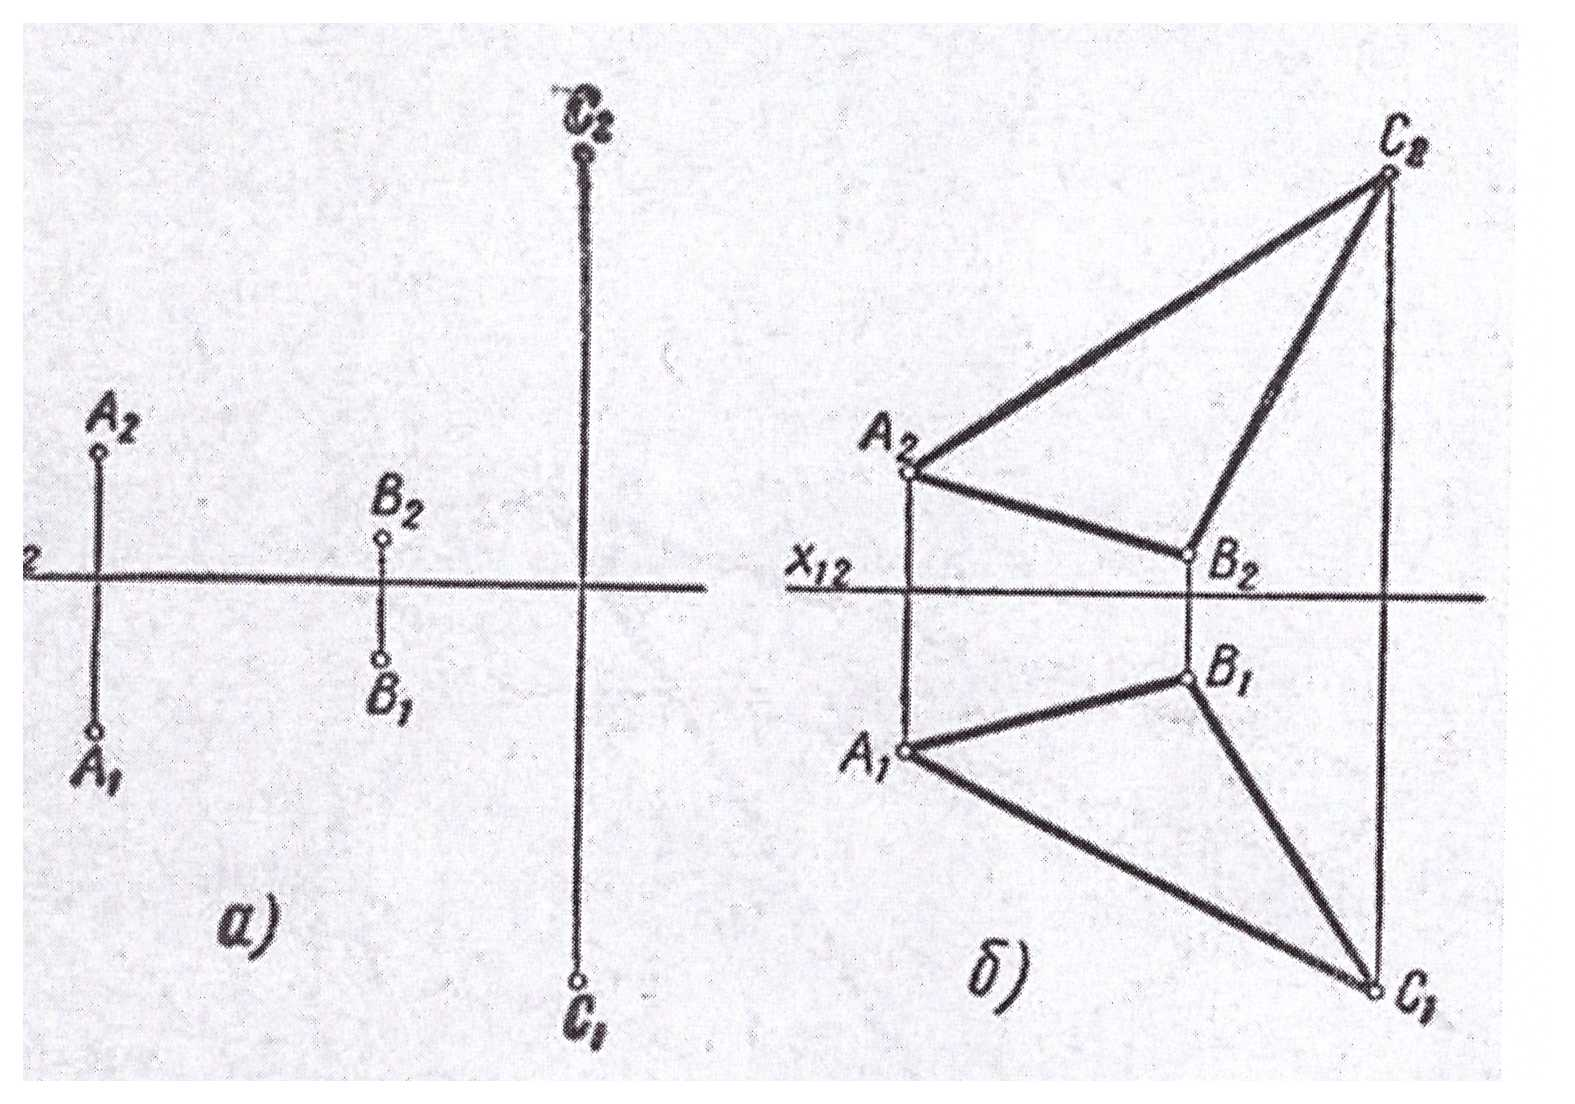 C₂
C₂
A₂
A₂
B₂
B₂
2
x₁₂
B₁
B₁
A₁
A₁
а)
б)
C₁
C₁